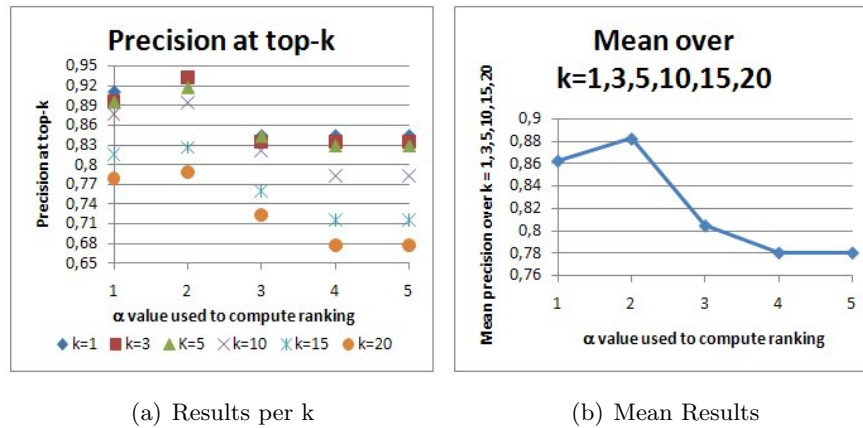 Precision at top-k
Precision at top-k
0,95
0,92
0,89
0,86
0,83
0,8
0,77
0,74
0,71
0,68
0,65
1 2 3 4 5
α value used to compute ranking
k=1 k=3 K=5 k=10 k=15 k=20
(a) Results per k
Mean over
k=1,3,5,10,15,20
Mean precision over k = 1,3,5,10,15,20
0,9
0,88
0,86
0,84
0,82
0,8
0,78
0,76
1 2 3 4 5
α value used to compute ranking
(b) Mean Results